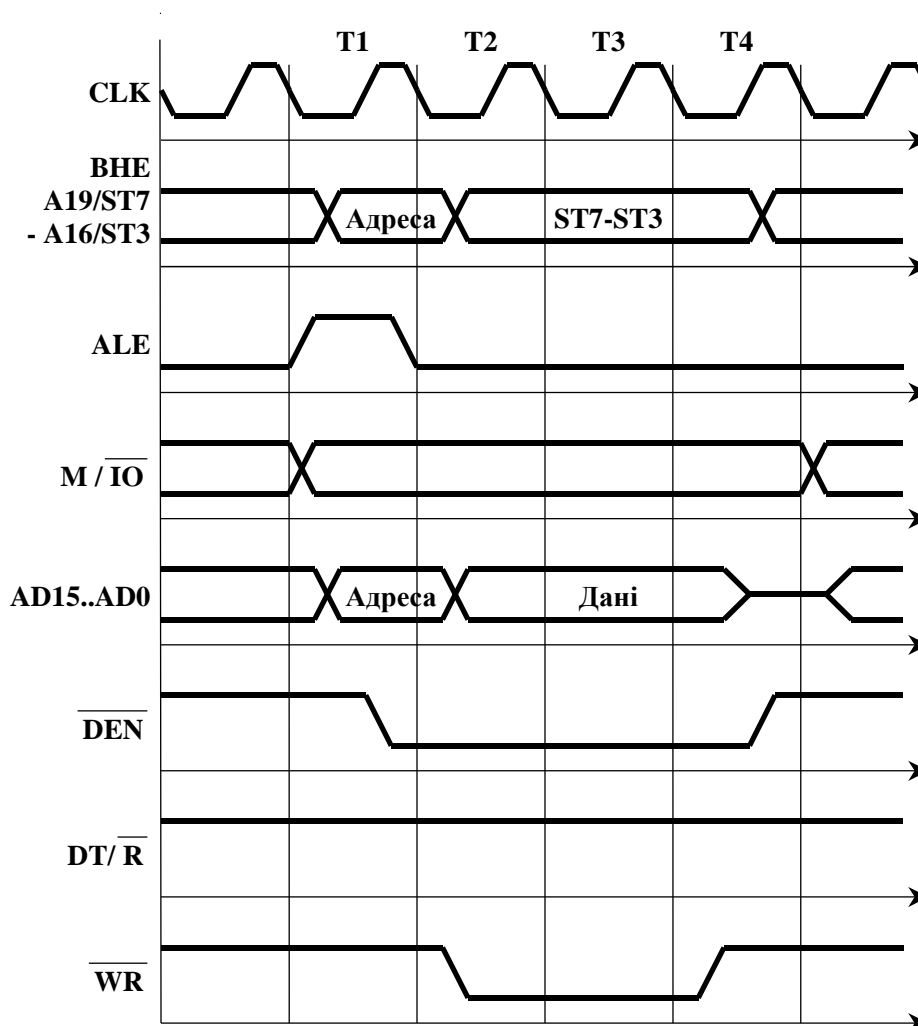 T1 T2 T3 T4
CLK
BHE
A19/ST7
- A16/ST3
Адреса ST7-ST3
ALE
M / IO
AD15..AD0 Адреса Дані
DEN
DT/ R
WR